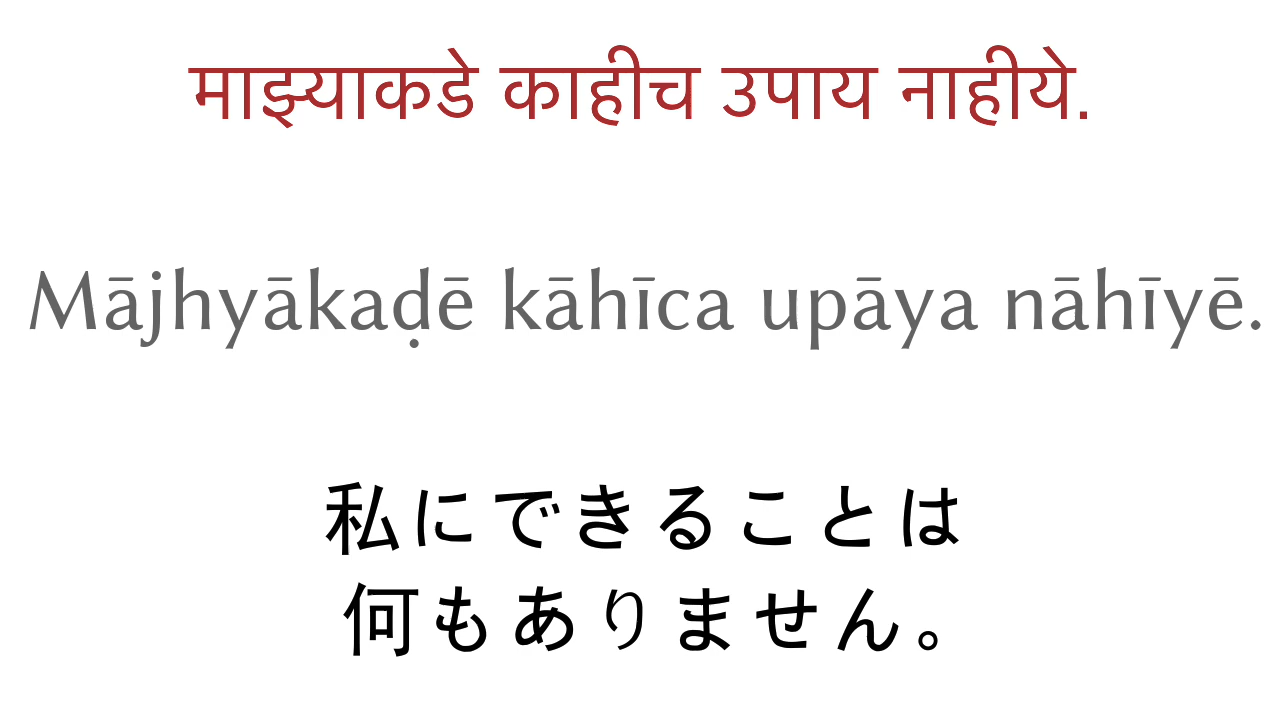 माझ्याकडे काहीच उपाय नाहीये.
Mājhyākaḍē kāhīca upāya nāhīyē.
私にできることは
何もありません。